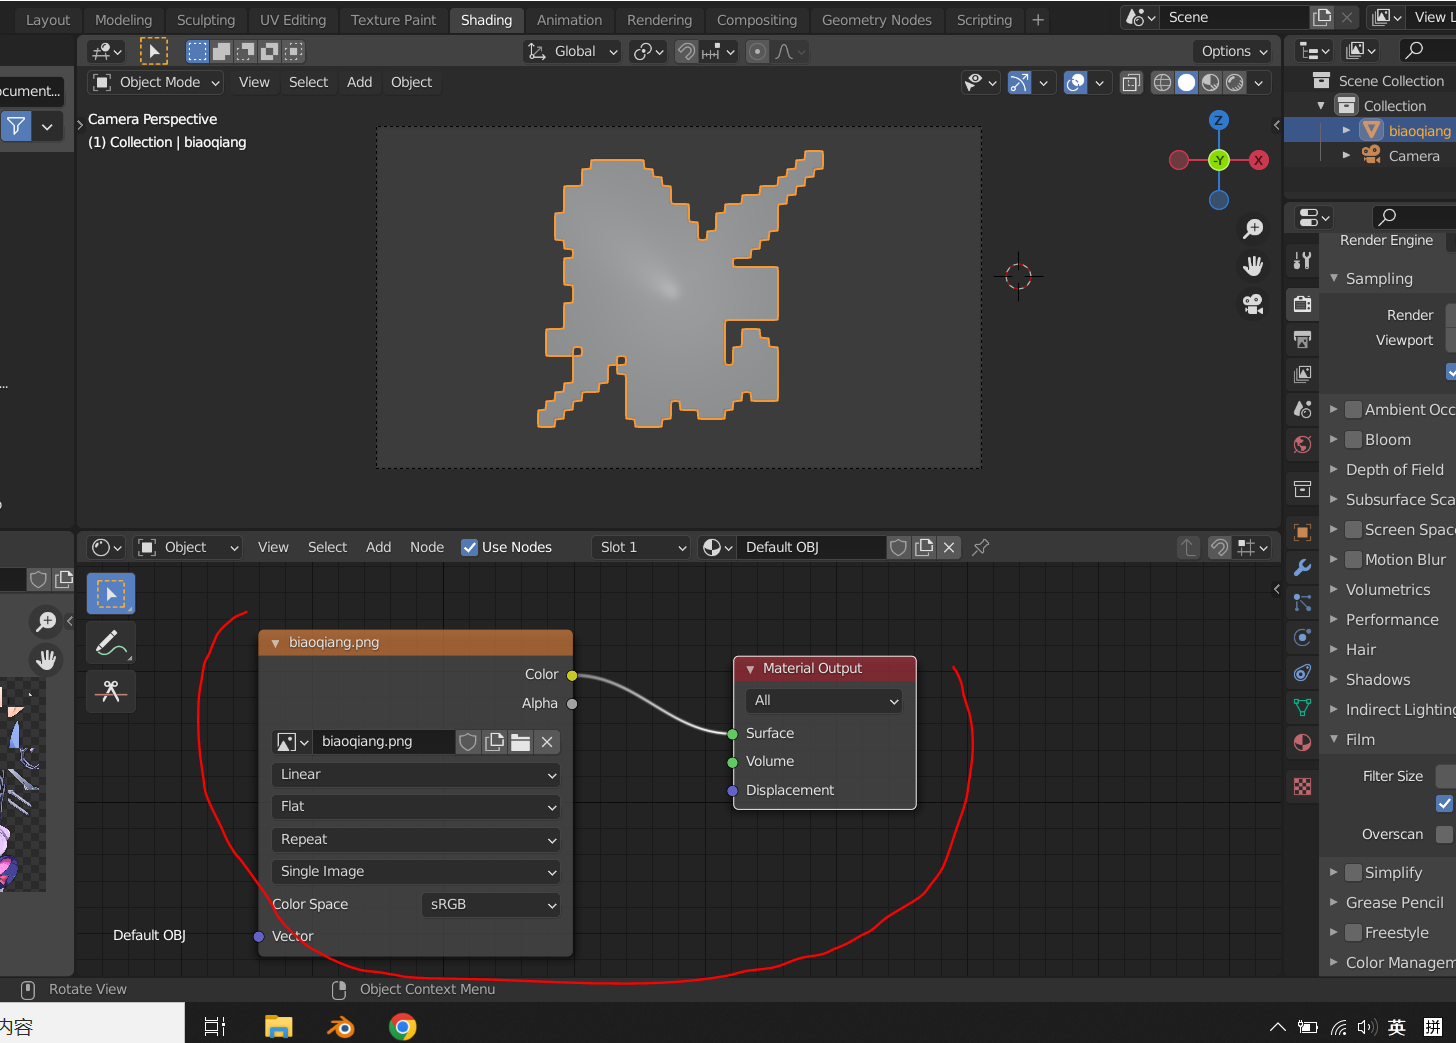 Layout Modeling Sculpting UV Editing Texture Paint Shading Animation Rendering Compositing Geometry Nodes Scripting + Scene View L
Global Options
Object Mode View Select Add Object
ocument...
Camera Perspective
(1) Collection | biaoqiang
Z
-Y
X
Scene Collection
Collection
biaoqiang
Camera
Render Engine
Sampling
Render
Viewport
Ambient Occ
Bloom
Depth of Field
Subsurface Sca
Screen Space
Motion Blur
Volumetrics
Performance
Hair
Shadows
Indirect Lighting
Film
Filter Size
Overscan
Simplify
Grease Pencil
Freestyle
Color Managem
...
Object View Select Add Node Use Nodes Slot 1 Default OBJ
biaoqiang.png
Color
Alpha
biaoqiang.png
Linear
Flat
Repeat
Single Image
Color Space sRGB
Vector
Material Output
All
Surface
Volume
Displacement
Default OBJ
Rotate View Object Context Menu
内容
英 拼